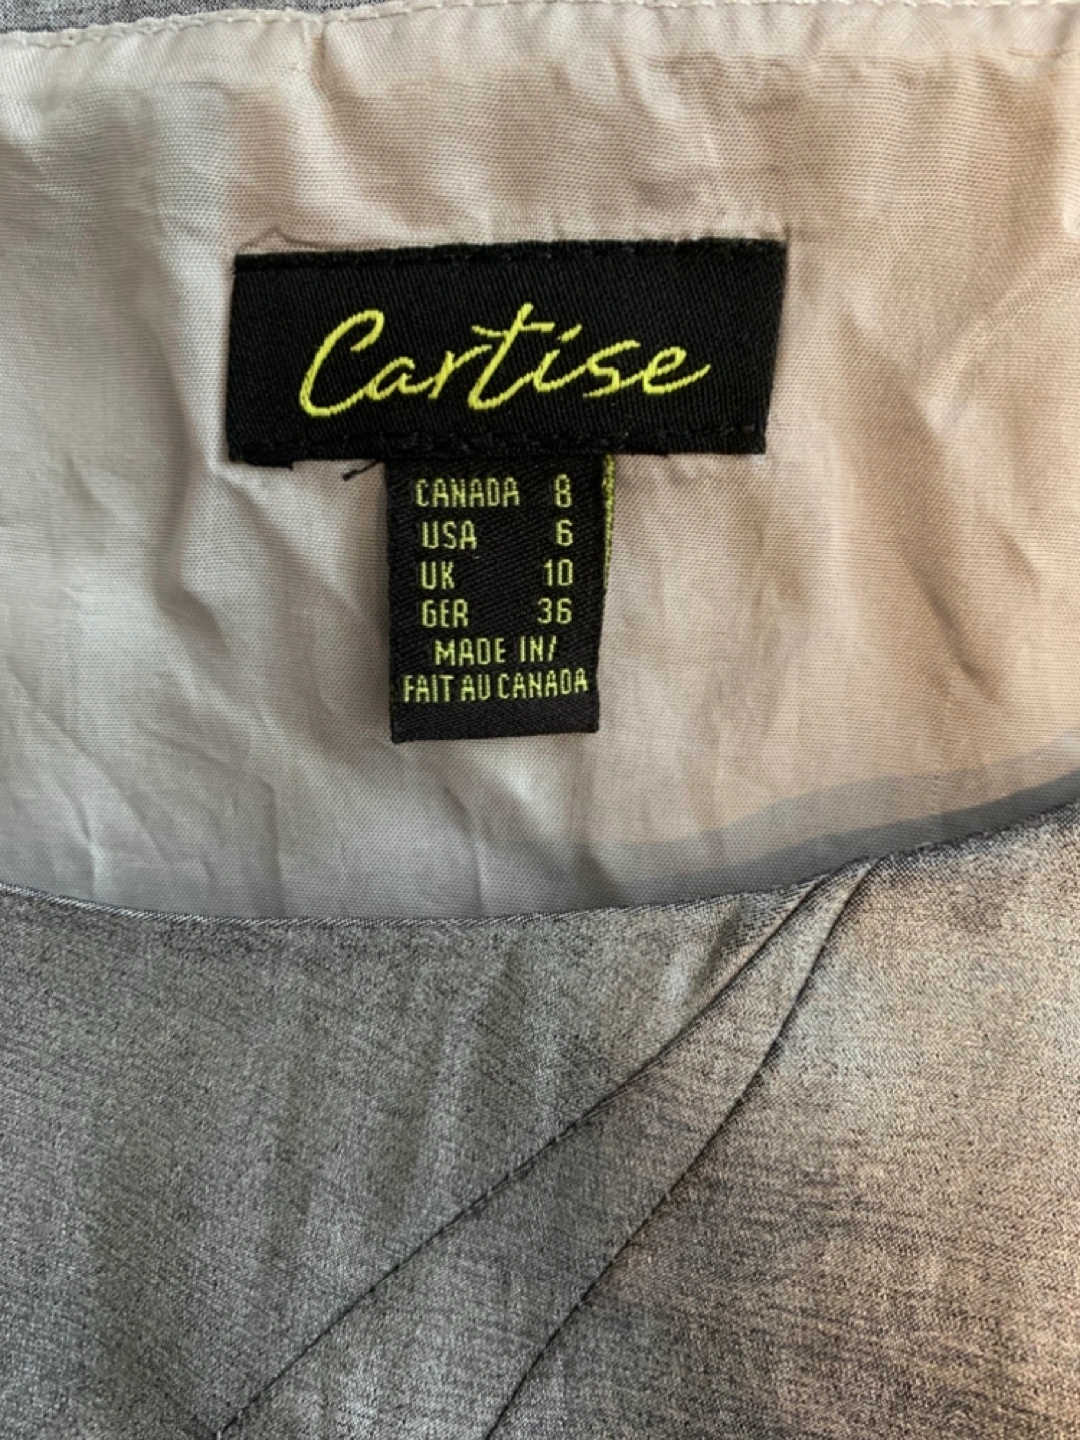 Cartise
CANADA 8
USA 6
UK 10
GER 36
MADE IN/
FAIT AU CANADA